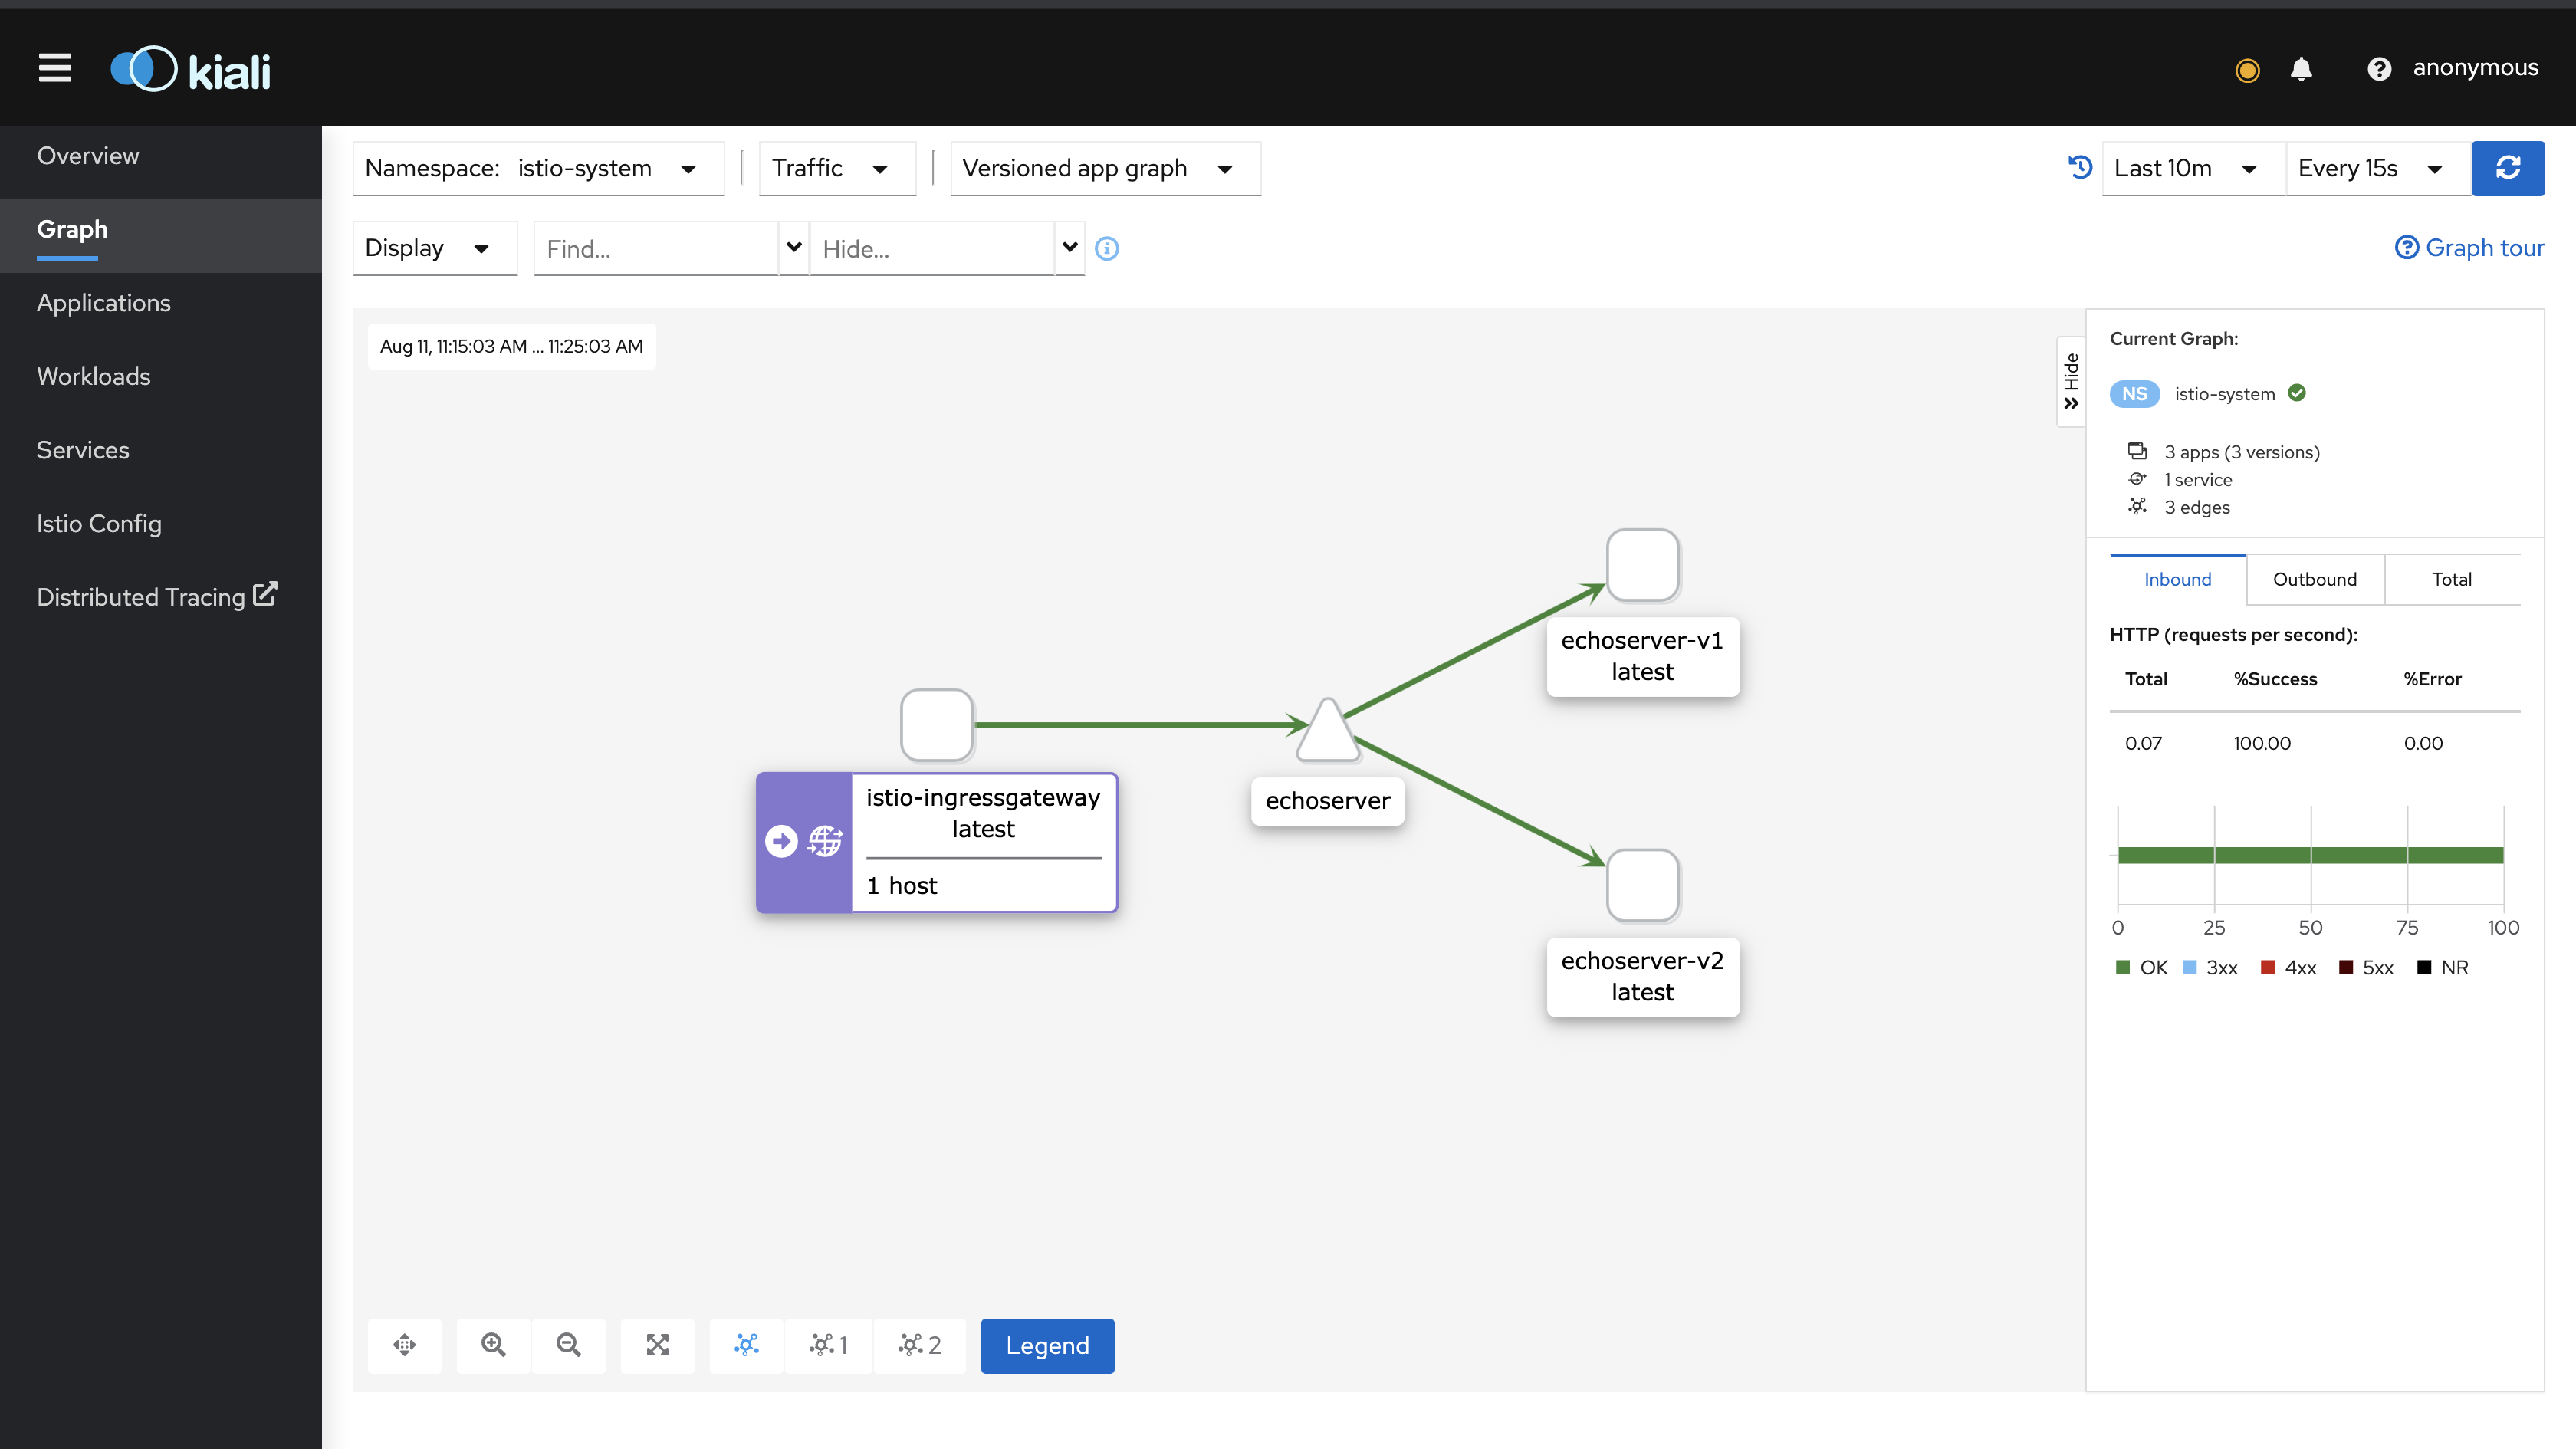 kiali
anonymous
Overview
Graph
Applications
Workloads
Services
Istio Config
Distributed Tracing
Namespace: istio-system
Traffic
Versioned app graph
Last 10m
Every 15s
Display
Find...
Hide...
Graph tour
Aug 11, 11:15:03 AM ... 11:25:03 AM
Hide
istio-ingressgateway
latest
1 host
echoserver
echoserver-v1
latest
echoserver-v2
latest
1
2
Legend
Current Graph:
NS istio-system
3 apps (3 versions)
1 service
3 edges
Inbound Outbound Total
HTTP (requests per second):
Total %Success %Error
0.07 100.00 0.00
0 25 50 75 100
OK 3xx 4xx 5xx NR